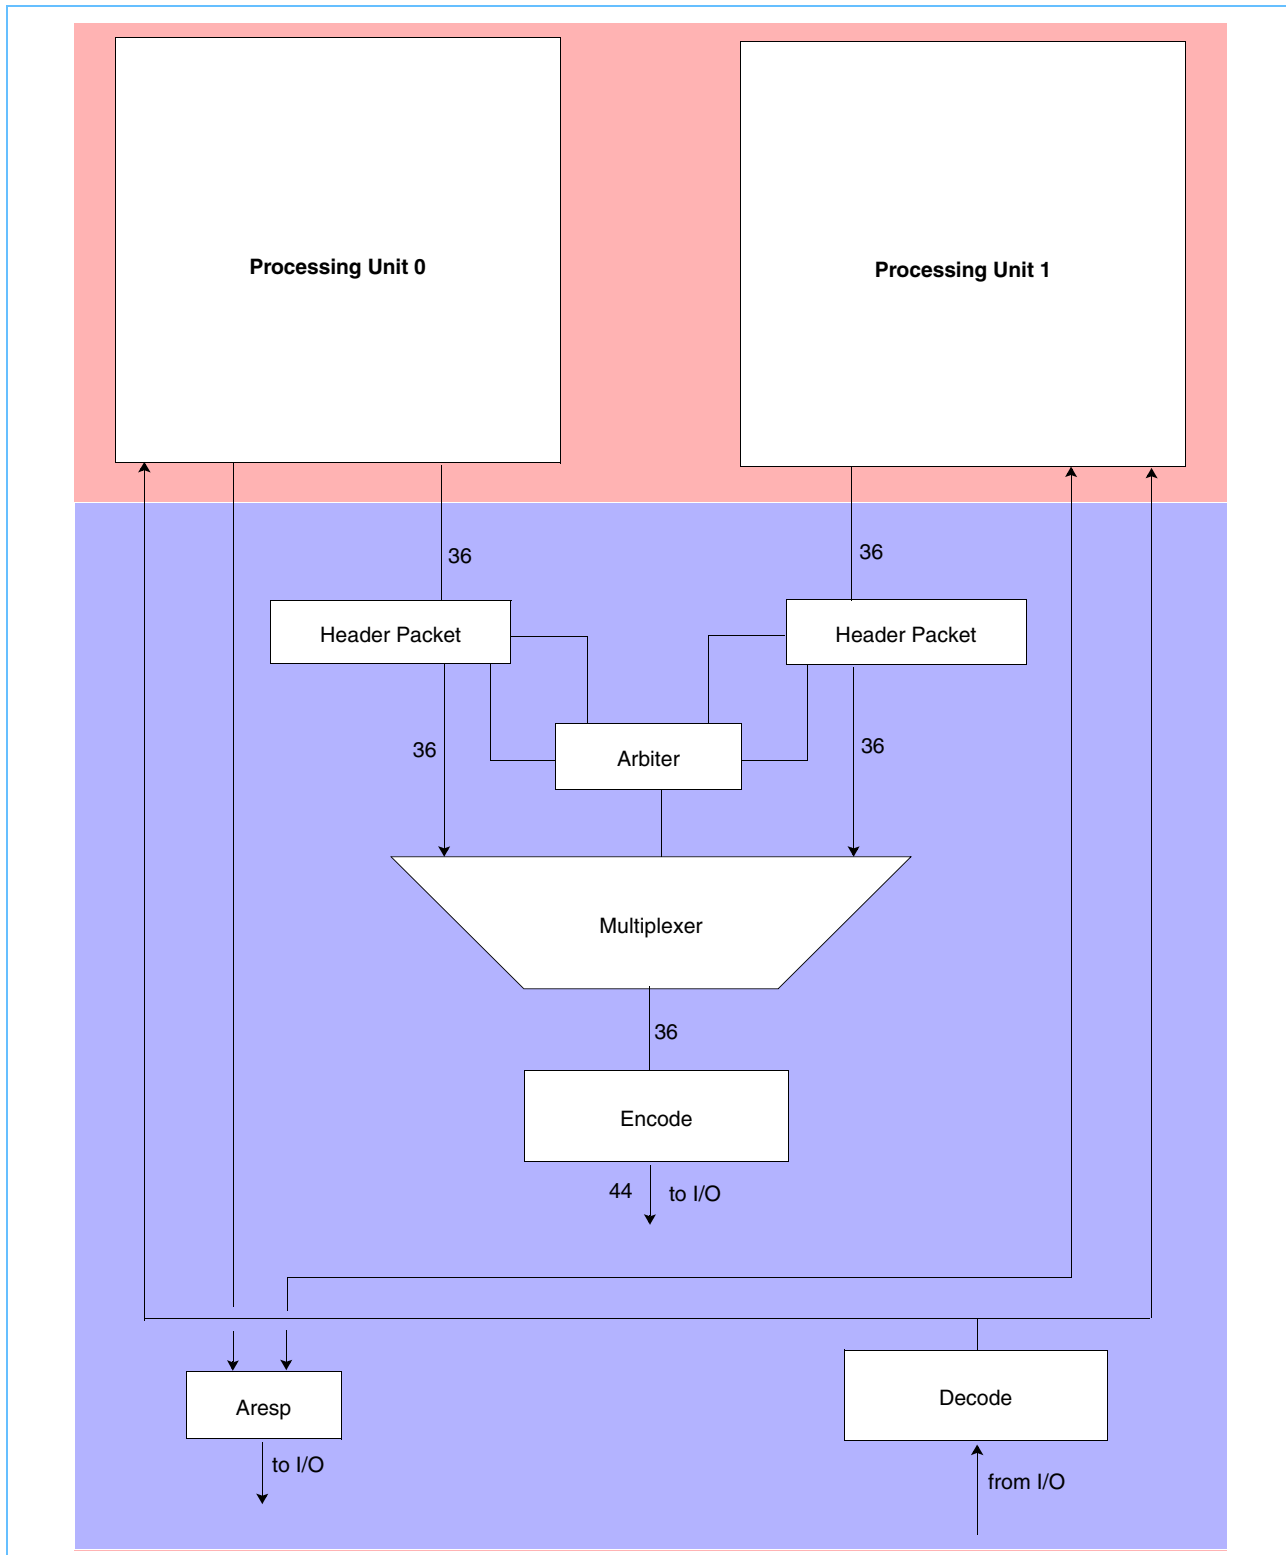 Processing Unit 0
Processing Unit 1
36
36
Header Packet
Header Packet
36
Arbiter
36
Multiplexer
36
Encode
44
to I/O
Aresp
Decode
to I/O
from I/O